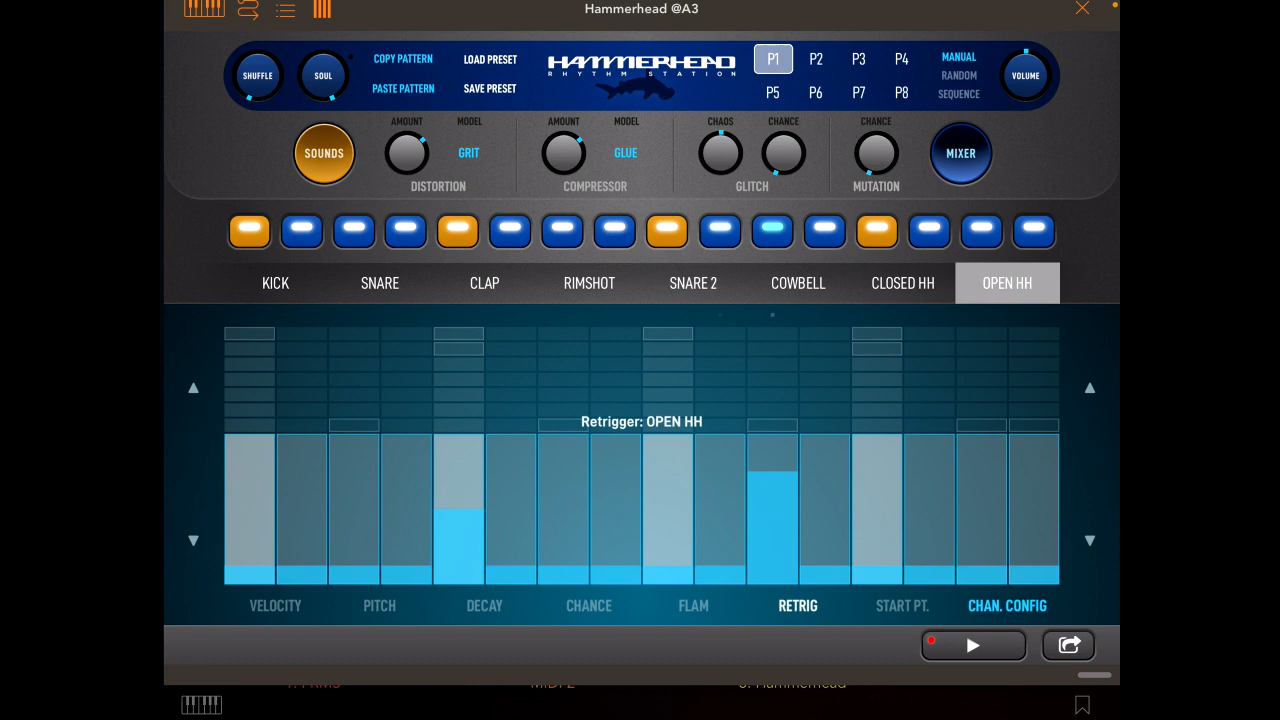 Hammerhead @A3
SHUFFLE
SOUL
COPY PATTERN
PASTE PATTERN
LOAD PRESET
SAVE PRESET
HAMMERHEAD
RHYTHM STATION
P1 P2 P3 P4
P5 P6 P7 P8
MANUAL
RANDOM
SEQUENCE
VOLUME
SOUNDS
AMOUNT MODEL
GRIT
DISTORTION
AMOUNT MODEL
GLUE
COMPRESSOR
CHAOS CHANCE
GLITCH
CHANCE
MUTATION
MIXER
KICK SNARE CLAP RIMSHOT SNARE 2 COWBELL CLOSED HH OPEN HH
Retrigger: OPEN HH
VELOCITY PITCH DECAY CHANCE FLAM RETRIG START PT. CHAN. CONFIG
MIDI 2
Hammerhead